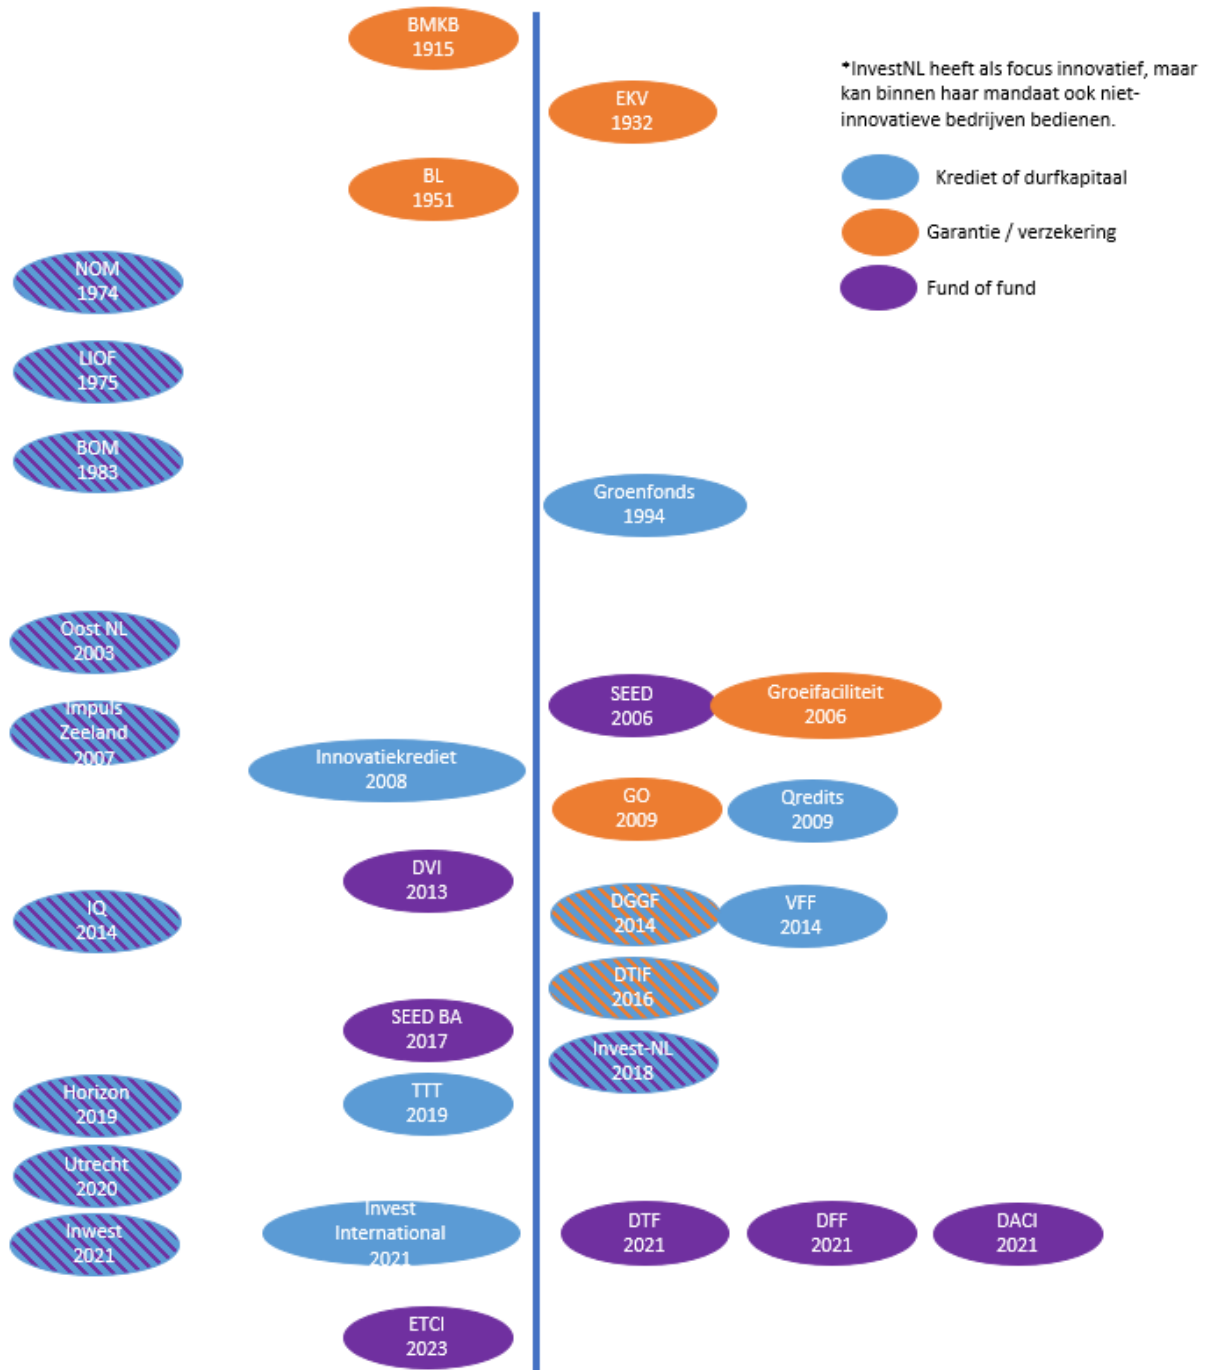 BMKB
1915
*InvestNL heeft als focus innovatief, maar
kan binnen haar mandaat ook niet-
innovatieve bedrijven bedienen.
EKV
1932
BL
1951
Krediet of durfkapitaal
Garantie / verzekering
Fund of fund
NOM
1974
LIOF
1975
BOM
1983
Groenfonds
1994
Oost NL
2003
SEED
2006
Groeifaciliteit
2006
Impuls
Zeeland
2007
Innovatiekrediet
2008
GO
2009
Qredits
2009
DVI
2013
IQ
2014
DGGF
2014
VFF
2014
DTIF
2016
SEED BA
2017
Invest-NL
2018
Horizon
2019
TTT
2019
Utrecht
2020
Inwest
2021
Invest
International
2021
DTF
2021
DFF
2021
DACI
2021
ETCI
2023